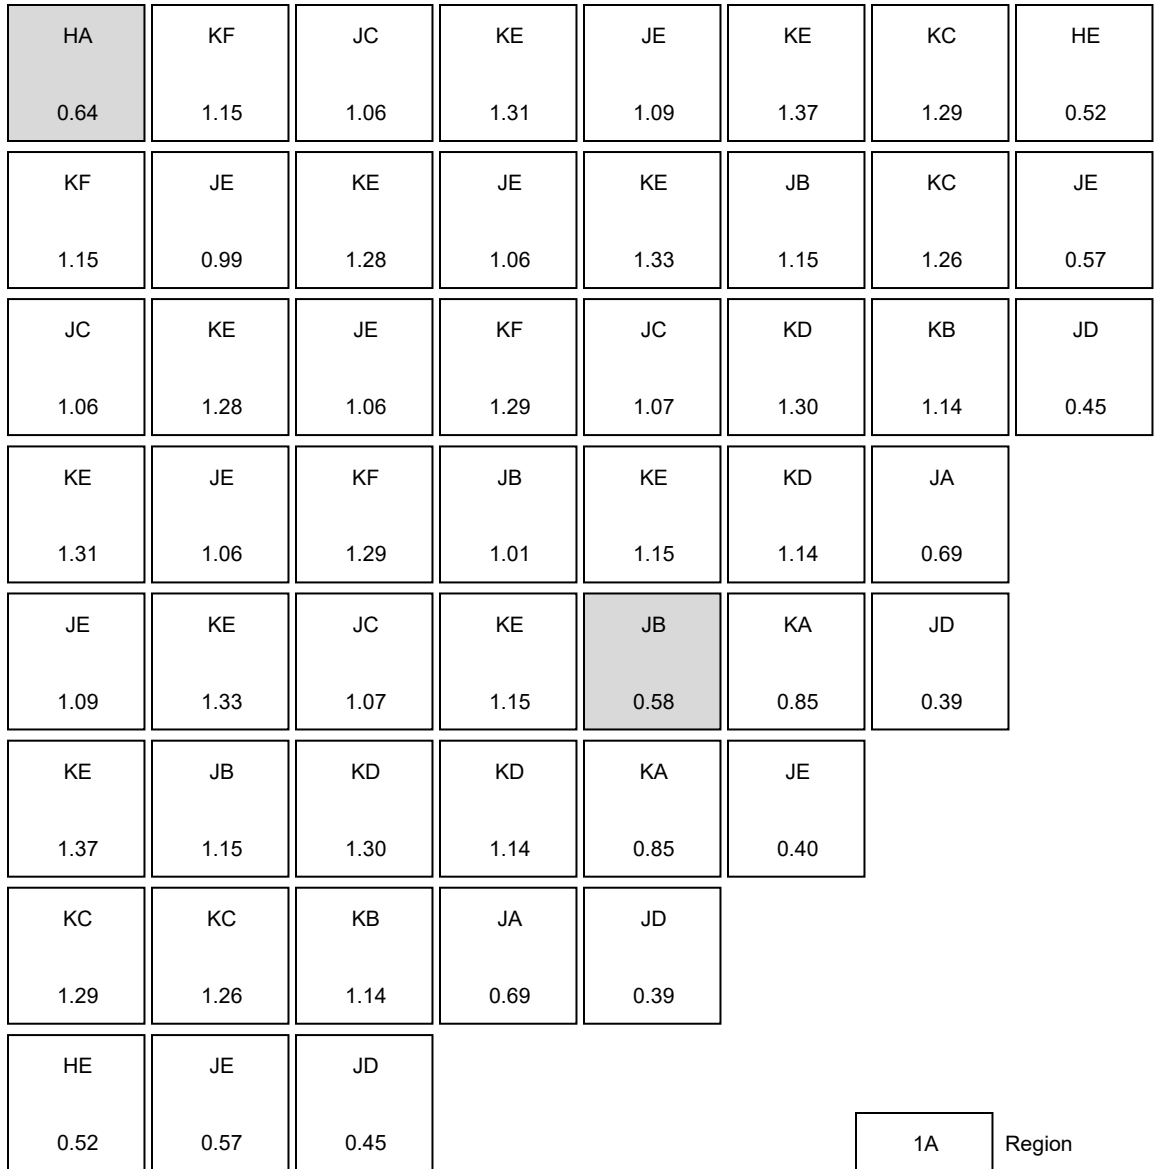 HA KF JC KE JE KE KC HE
0.64 1.15 1.06 1.31 1.09 1.37 1.29 0.52
KF JE KE JE KE JB KC JE
1.15 0.99 1.28 1.06 1.33 1.15 1.26 0.57
JC KE JE KF JC KD KB JD
1.06 1.28 1.06 1.29 1.07 1.30 1.14 0.45
KE JE KF JB KE KD JA
1.31 1.06 1.29 1.01 1.15 1.14 0.69
JE KE JC KE JB KA JD
1.09 1.33 1.07 1.15 0.58 0.85 0.39
KE JB KD KD KA JE
1.37 1.15 1.30 1.14 0.85 0.40
KC KC KB JA JD
1.29 1.26 1.14 0.69 0.39
HE JE JD
0.52 0.57 0.45 1A Region